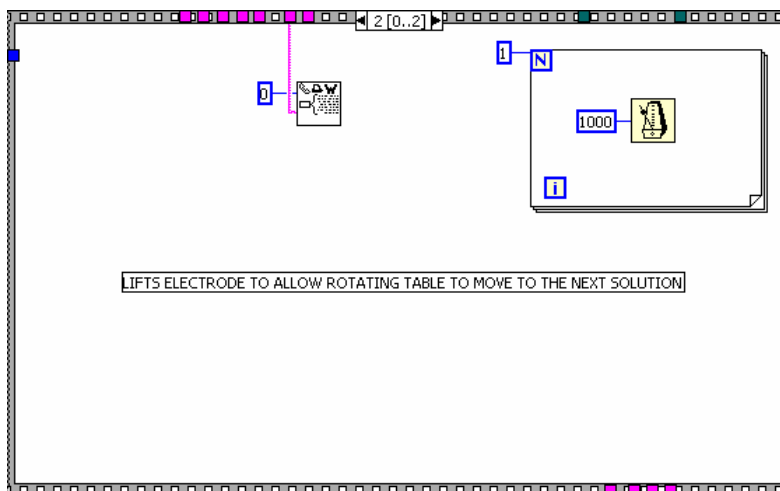 2 [0..2]
1
N
0
W
1000
i
LIFTS ELECTRODE TO ALLOW ROTATING TABLE TO MOVE TO THE NEXT SOLUTION